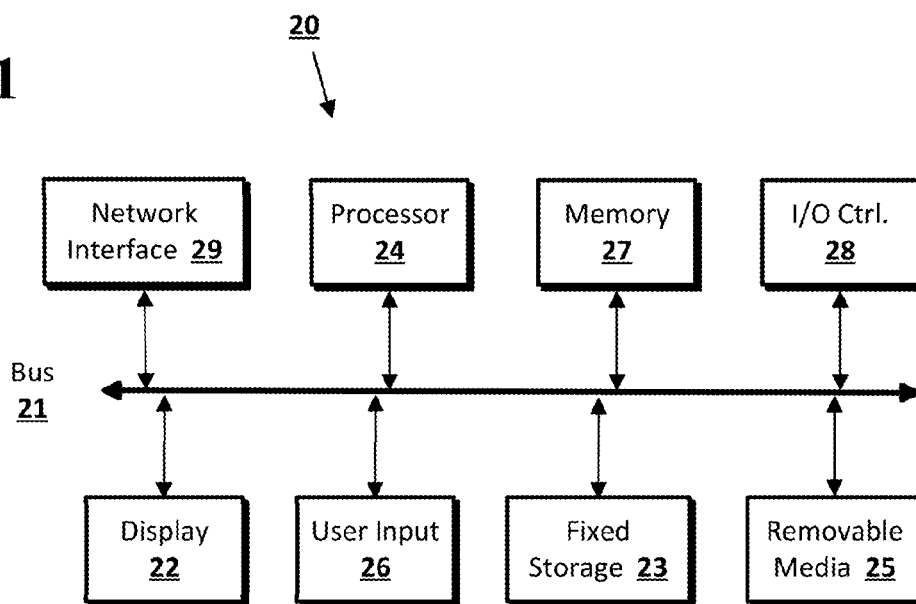 20
1
Network
Interface 29
Processor
24
Memory
27
I/O Ctrl.
28
Bus
21
Display
22
User Input
26
Fixed
Storage 23
Removable
Media 25